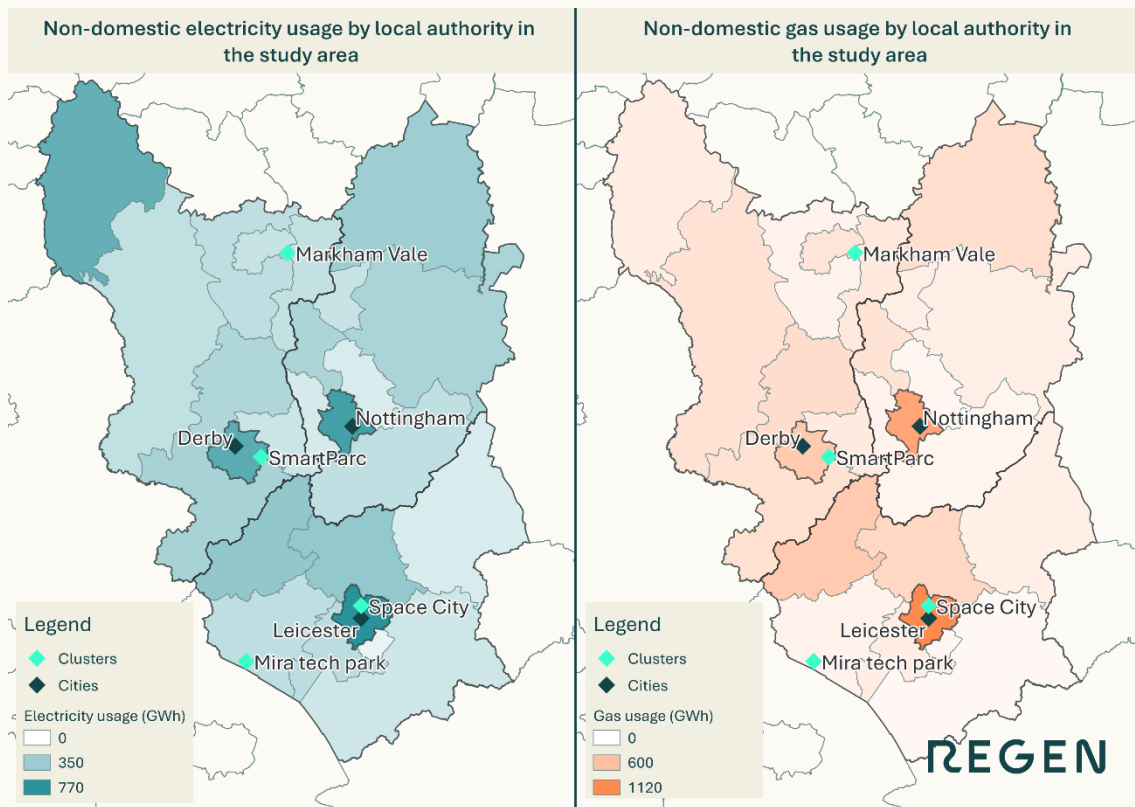 Non-domestic electricity usage by local authority in
the study area
Markham Vale
Nottingham
Derby
SmartParc
Space City
Leicester
Mira tech park
Legend
Clusters
Cities
Electricity usage (GWh)
0
350
770
Non-domestic gas usage by local authority in
the study area
Markham Vale
Nottingham
Derby
SmartParc
Space City
Leicester
Mira tech park
Legend
Clusters
Cities
Gas usage (GWh)
0
600
1120
REGEN